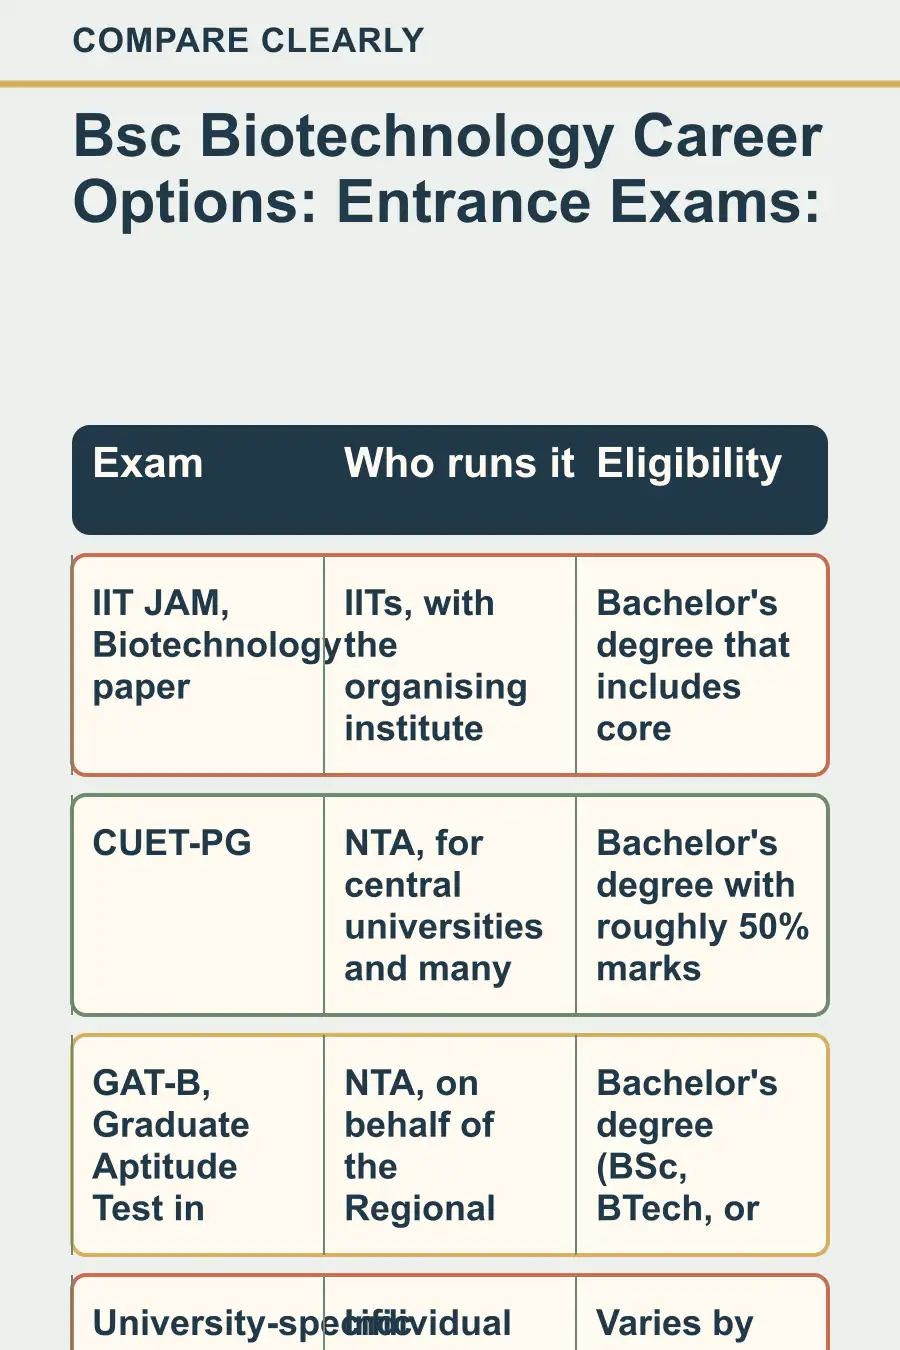 COMPARE CLEARLY
Bsc Biotechnology Career
Options: Entrance Exams:
Exam
Who runs it
Eligibility
IIT JAM,
Biotechnology
paper
IITs, with
the
organising
institute
Bachelor's
degree that
includes
core
CUET-PG
NTA, for
central
universities
and many
Bachelor's
degree with
roughly 50%
marks
GAT-B,
Graduate
Aptitude
Test in
NTA, on
behalf of
the
Regional
Bachelor's
degree
(BSc,
BTech, or
University-specific
Individual
Varies by